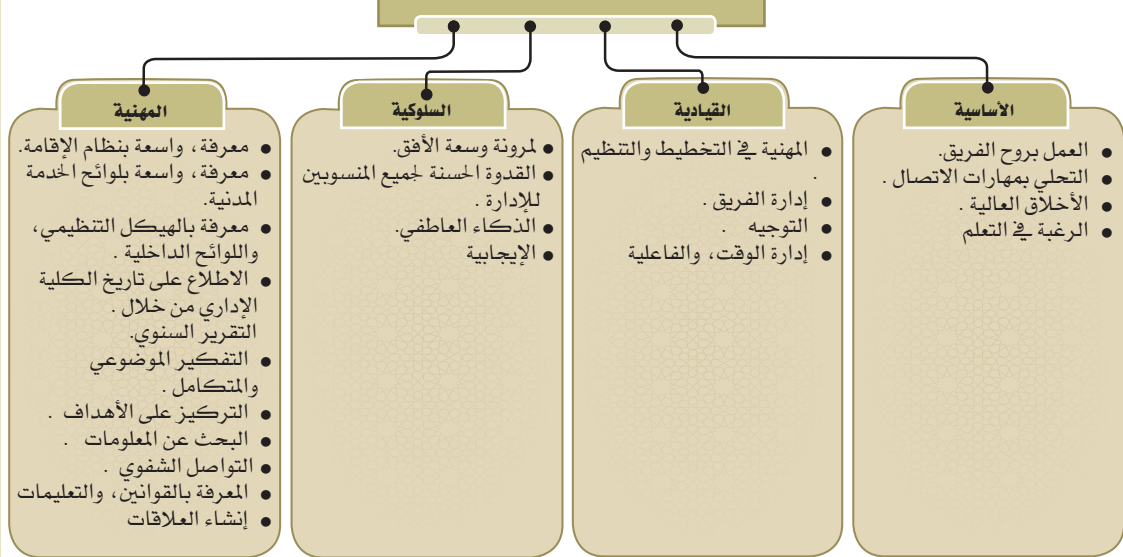 الأساسية
● العمل بروح الفريق.
● التحلي بمهارات الاتصال .
● الأخلاق العالية .
● الرغبة في التعلم
القيادية
● المهنية في التخطيط والتنظيم
.
● إدارة الفريق .
● التوجيه .
● إدارة الوقت، والفاعلية
السلوكية
● لمرونة وسعة الأفق.
● القدوة الحسنة لجميع المنسوبين
للإدارة .
● الذكاء العاطفي.
● الإيجابية
المهنية
● معرفة، واسعة بنظام الإقامة.
● معرفة، واسعة بلوائح الخدمة
المدنية.
● معرفة بالهيكل التنظيمي،
واللوائح الداخلية .
● الاطلاع على تاريخ الكلية
الإداري من خلال .
التقرير السنوي.
● التفكير الموضوعي
والمتكامل .
● التركيز على الأهداف .
● البحث عن المعلومات .
● التواصل الشفوي .
● المعرفة بالقوانين، والتعليمات
● إنشاء العلاقات